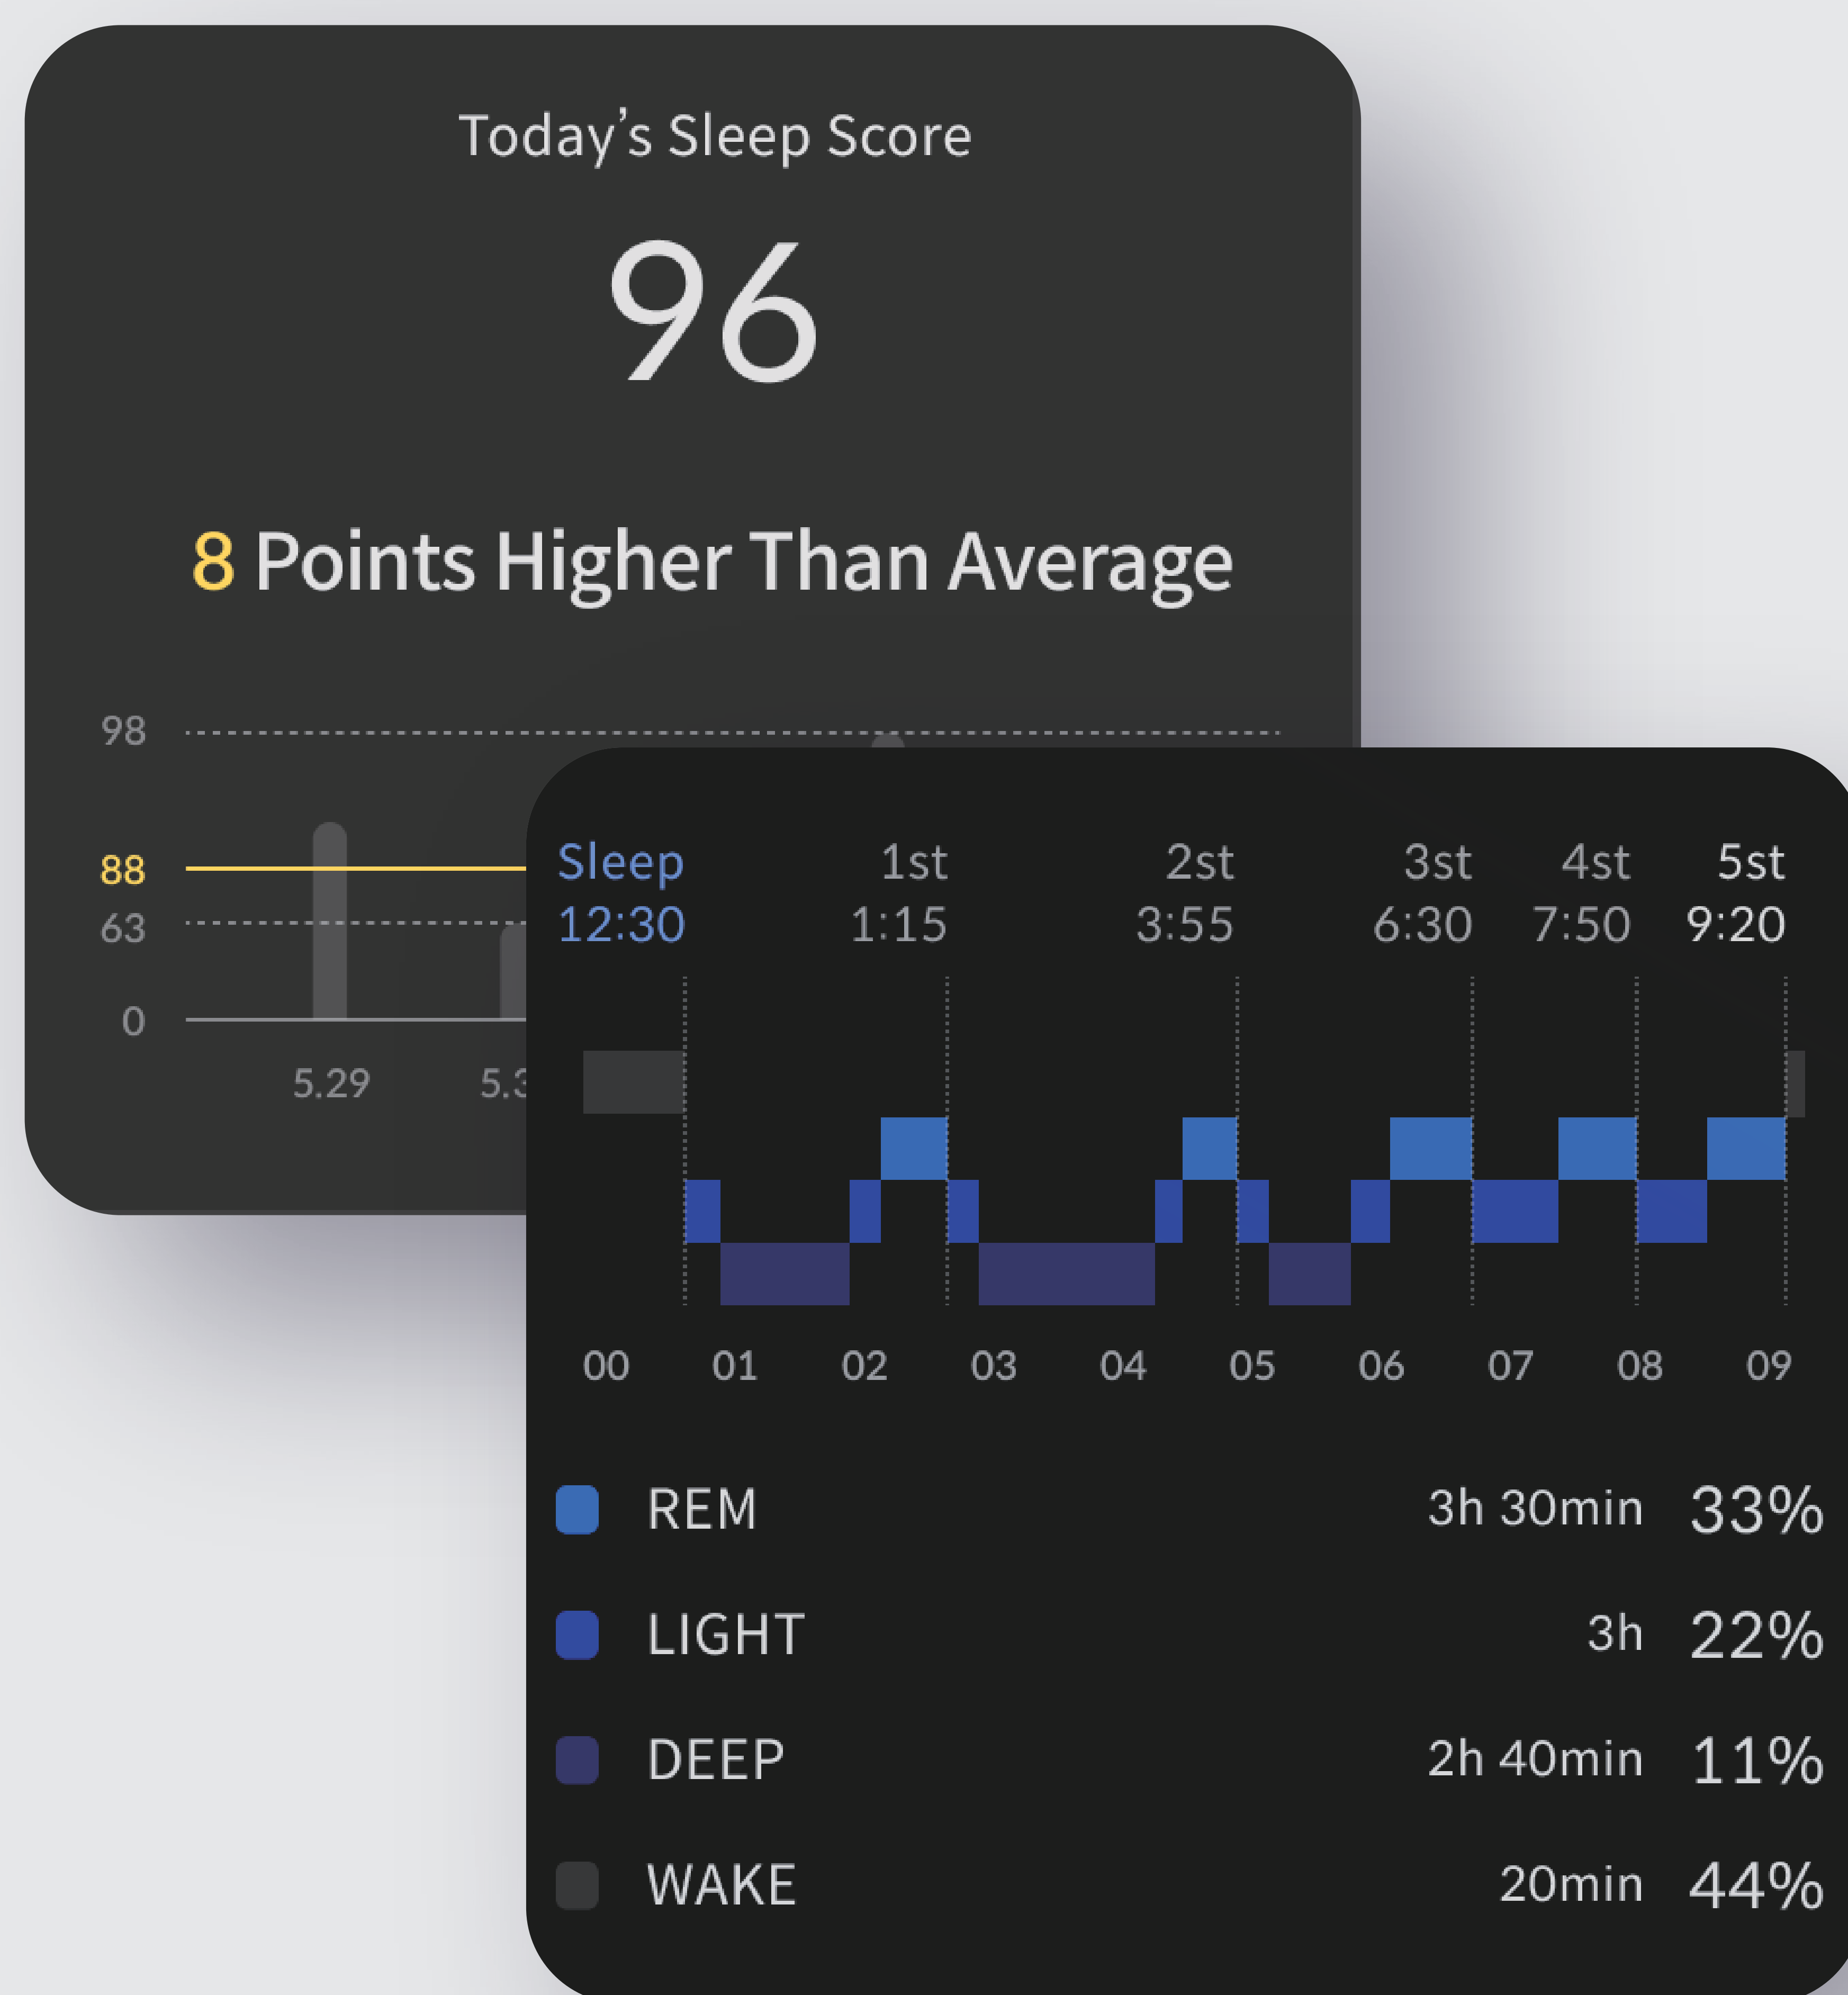 Today’s Sleep Score
96
8 Points Higher Than Average
98
88
63
0
5.29
Sleep 1st 2st 3st 4st 5st
12:30 1:15 3:55 6:30 7:50 9:20
00 01 02 03 04 05 06 07 08 09
REM 3h 30min 33%
LIGHT 3h 22%
DEEP 2h 40min 11%
WAKE 20min 44%